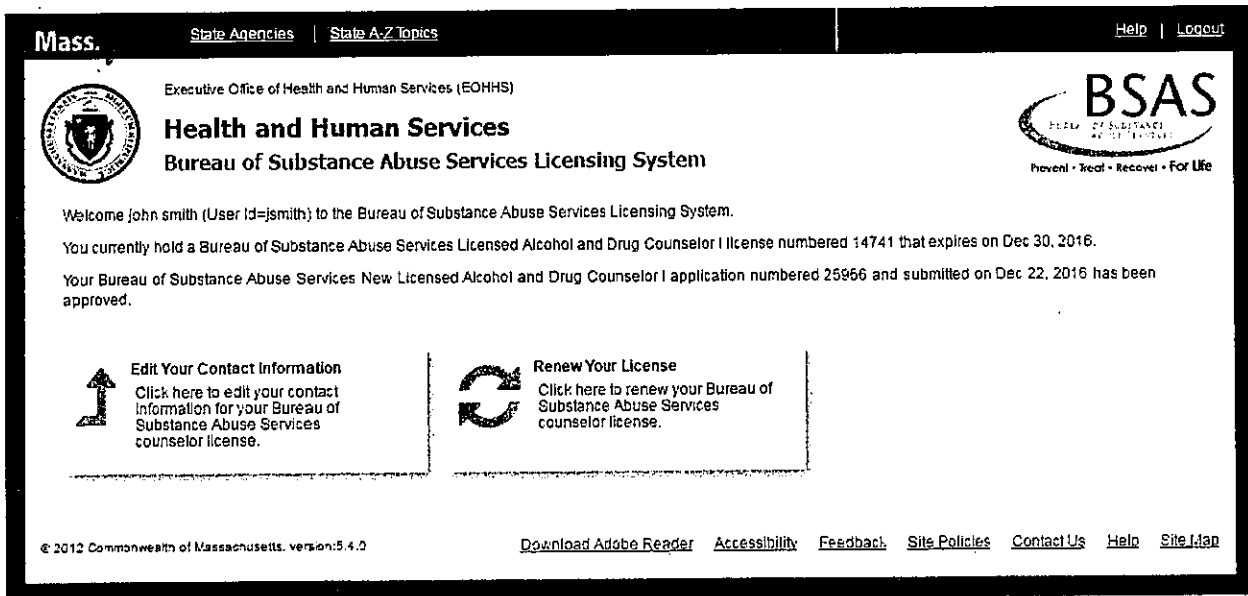 Mass. State Agencies | State A-Z Topics Help | Logout
Executive Office of Health and Human Services (EOHHS)
Health and Human Services
Bureau of Substance Abuse Services Licensing System
BSAS
Prevent • Treat • Recover • For Life
Welcome john smith (User Id=jsmith) to the Bureau of Substance Abuse Services Licensing System.
You currently hold a Bureau of Substance Abuse Services Licensed Alcohol and Drug Counselor I license numbered 14741 that expires on Dec 30, 2016.
Your Bureau of Substance Abuse Services New Licensed Alcohol and Drug Counselor I application numbered 25966 and submitted on Dec 22, 2016 has been
approved.
Edit Your Contact Information
Click here to edit your contact
information for your Bureau of
Substance Abuse Services
counselor license.
Renew Your License
Click here to renew your Bureau of
Substance Abuse Services
counselor license.
© 2012 Commonwealth of Massachusetts. version:5.4.0 Download Adobe Reader Accessibility Feedback Site Policies Contact Us Help Site Map